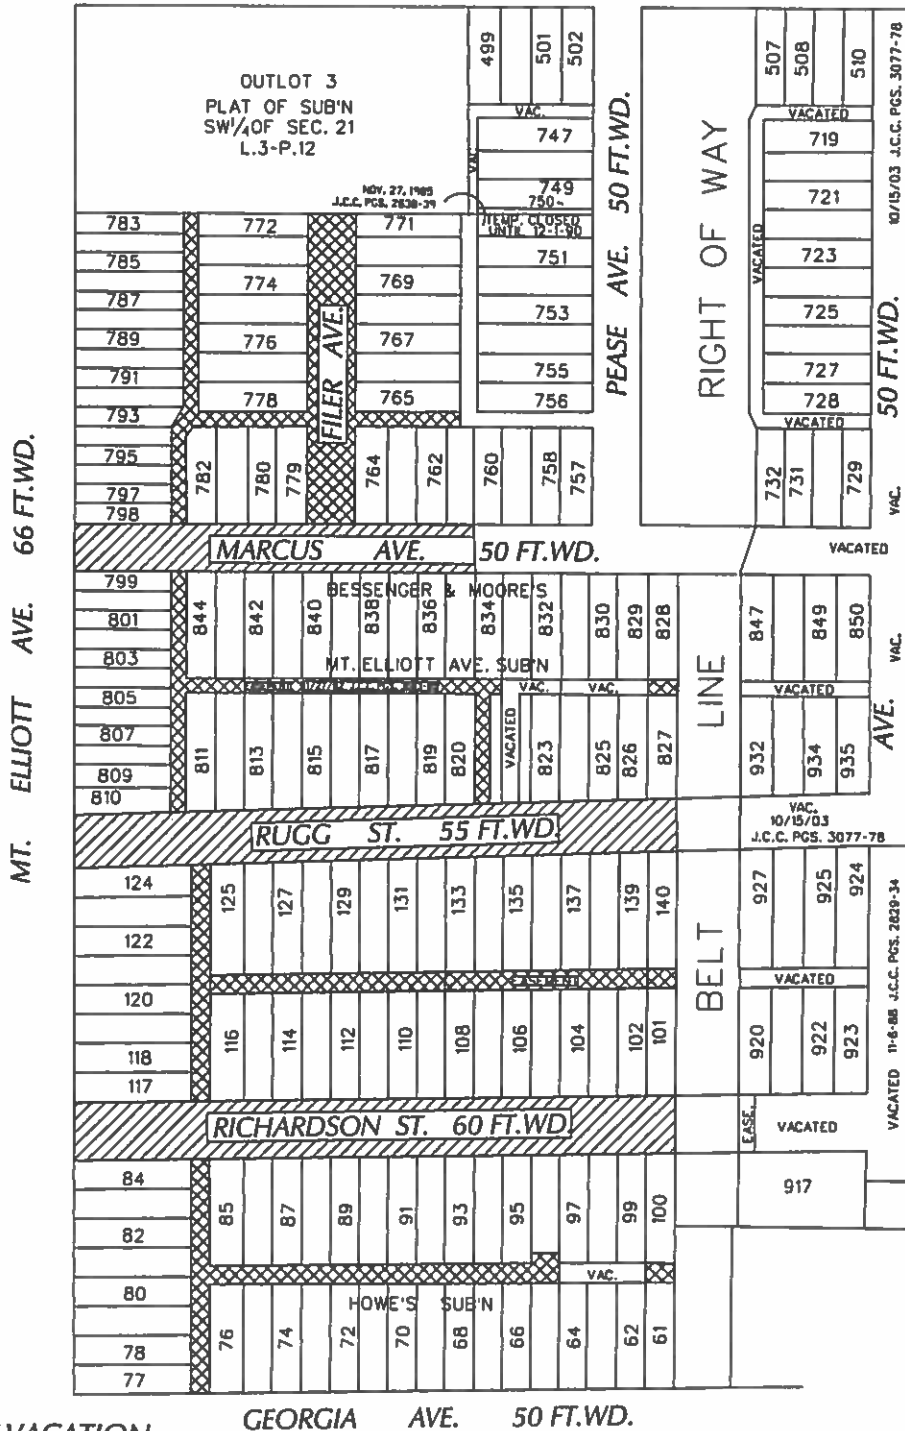 499 501 502
507 508 510
OUTLOT 3
PLAT OF SUB'N
SW1/4 OF SEC. 21
L.3-P.12
VAC.
VAC.
747
749
750
NOV. 27, 1985
J.C.C. PGS. 2838-39
TEMP. CLOSED
UNTIL 12-1-90
751
753
755
756
PEASE AVE. 50 FT.WD.
RIGHT OF WAY
VACATED
VACATED
719
721
723
725
727
728
VACATED
10/15/03 J.C.C. PGS. 3077-78
50 FT.WD.
783
785
787
789
791
793
795
797
798
772
774
776
778
FILER AVE.
771
769
767
765
782 780 779 764 762 760 758 757
732 731 729
VAC.
MT. ELLIOTT AVE. 66 FT.WD.
MARCUS AVE. 50 FT.WD.
VACATED
799
801
803
805
807
809
810
BESSENGER & MOORE'S
844 842 840 838 836 834 832 830 829 828
847 849 850
VAC.
MT. ELLIOTT AVE. SUB'N
VAC. VAC.
VACATED
VACATED
811 813 815 817 819 820 823 825 826 827
LINE
932 934 935
AVE.
RUGG ST. 55 FT.WD.
VAC.
10/15/03
J.C.C. PGS. 3077-78
124
122
120
118
117
125 127 129 131 133 135 137 139 140
927 925 924
EASEMENT
BELT
VACATED
116 114 112 110 108 106 104 102 101
920 922 923
VACATED 11-6-88 J.C.C. PGS. 2829-34
RICHARDSON ST. 60 FT.WD.
EASE.
VACATED
917
84
82
80
78
77
85 87 89 91 93 95 97 99 100
VAC.
HOWE'S SUB'N
76 74 72 70 68 66 64 62 61
GEORGIA AVE. 50 FT.WD.
VACATION